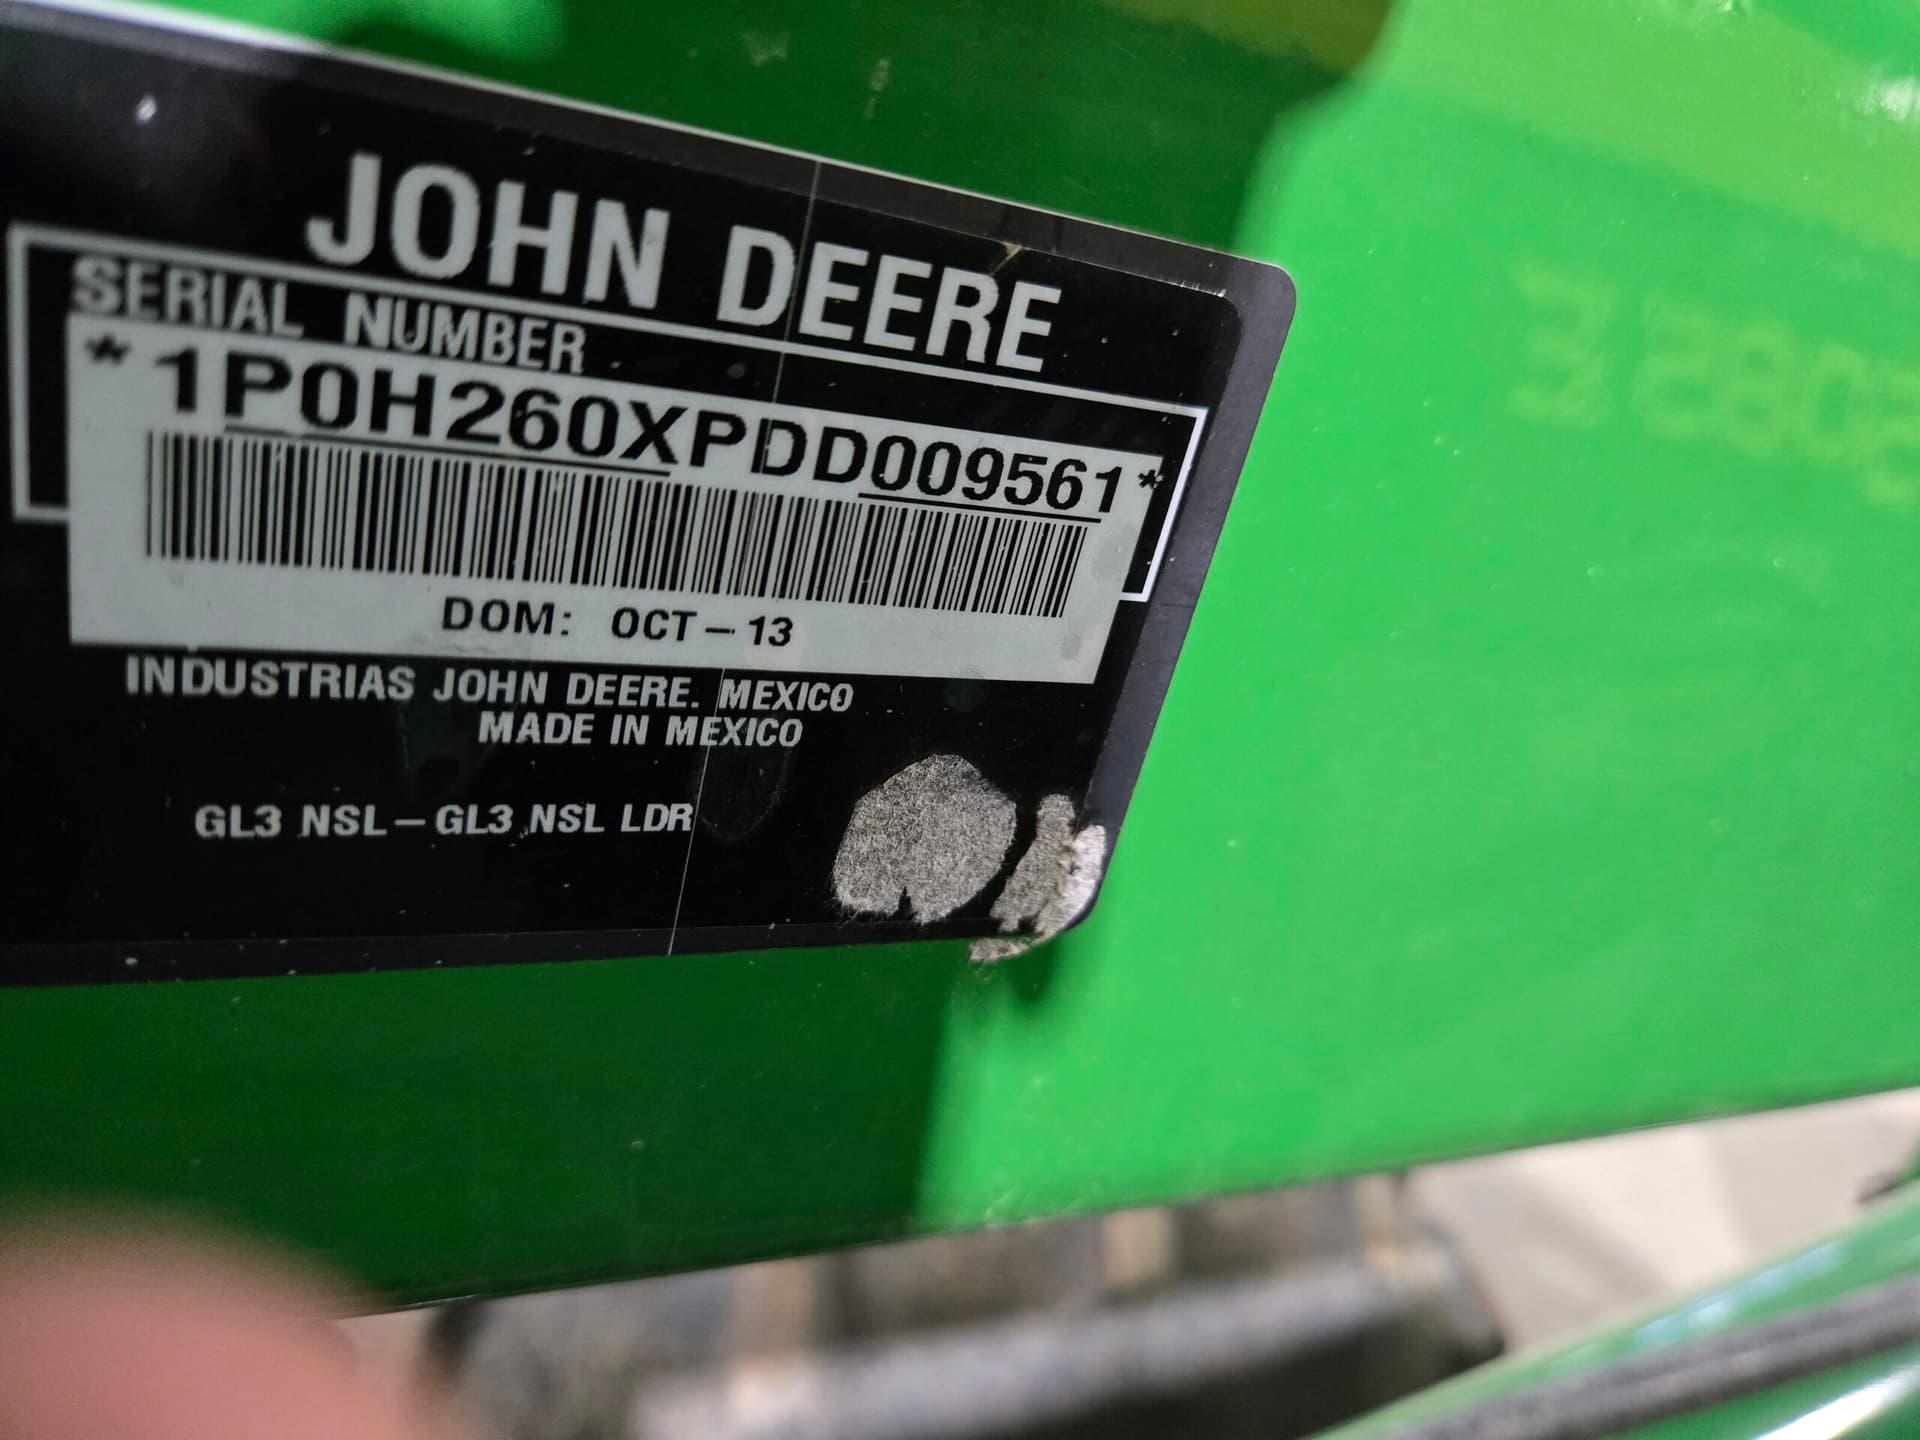 JOHN DEERE
SERIAL NUMBER
*1P0H260XPDD009561*
DOM: OCT-13
INDUSTRIAS JOHN DEERE. MEXICO
MADE IN MEXICO
GL3 NSL-GL3 NSL LDR